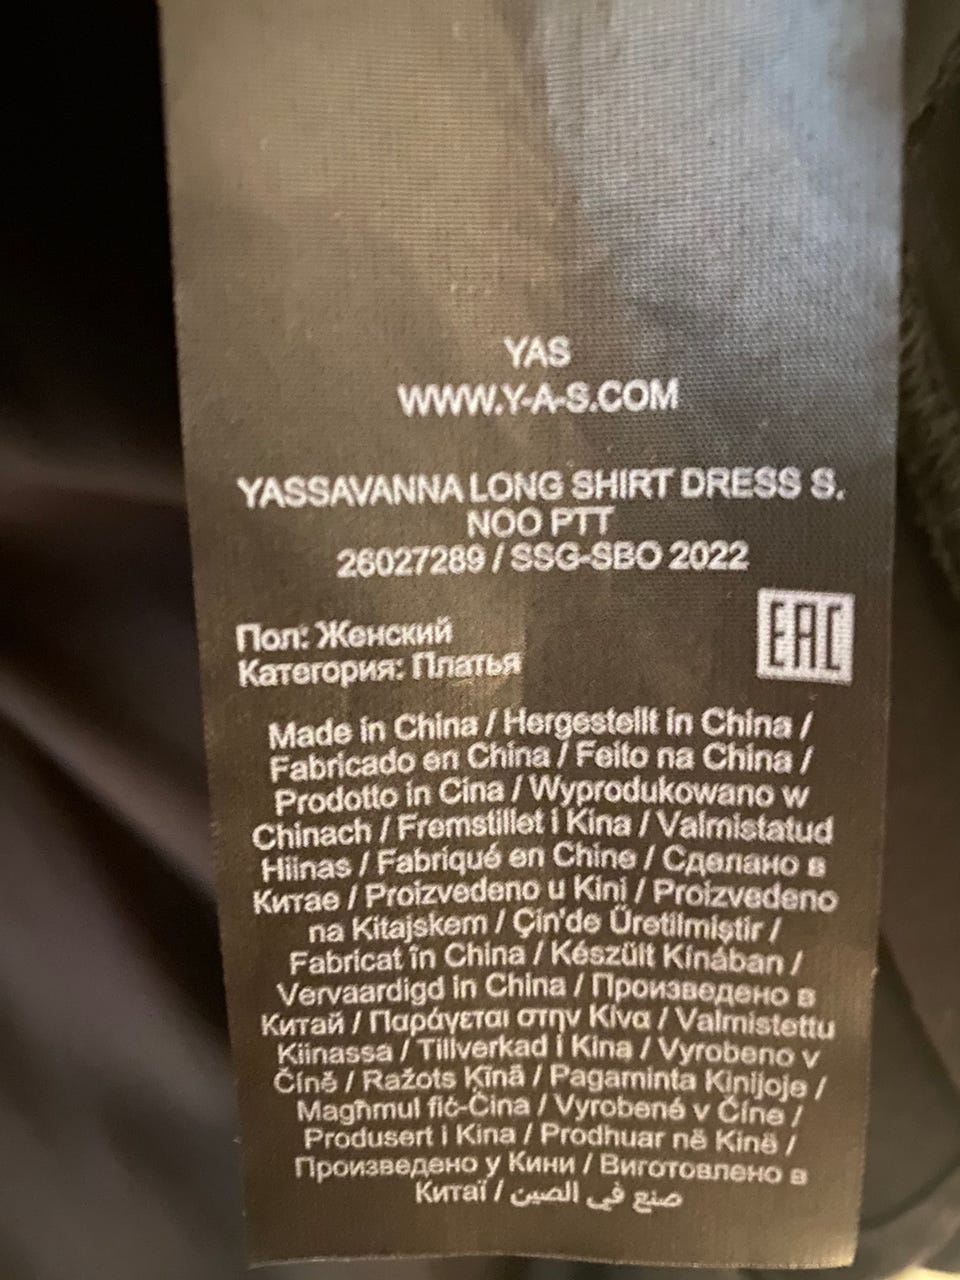 YAS
WWW.Y-A-S.COM
YASSAVANNA LONG SHIRT DRESS S.
NOO PTT
26027289 / SSG-SBO 2022
EAC
Пол: Женский
Категория: Платья
Made in China / Hergestellt in China /
Fabricado en China / Feito na China /
Prodotto in Cina / Wyprodukowano w
Chinach / Fremstillet i Kina / Valmistatud
Hiinas / Fabriqué en Chine / Сделано в
Китае / Proizvedeno u Kini / Proizvedeno
na Kitajskem / Çin'de Üretilmiştir /
Fabricat în China / Készült Kínában /
Vervaardigd in China / Произведено в
Китай / Παράγεται στην Κίνα / Valmistettu
Kiinassa / Tillverkad i Kina / Vyrobeno v
Číně / Ražots Ķīnā / Pagaminta Kinijoje /
Magħmul fiċ-Ċina / Vyrobené v Číne /
Produsert i Kina / Prodhuar në Kinë /
Произведено у Кини / Виготовлено в
Китаї / صنع في الصين